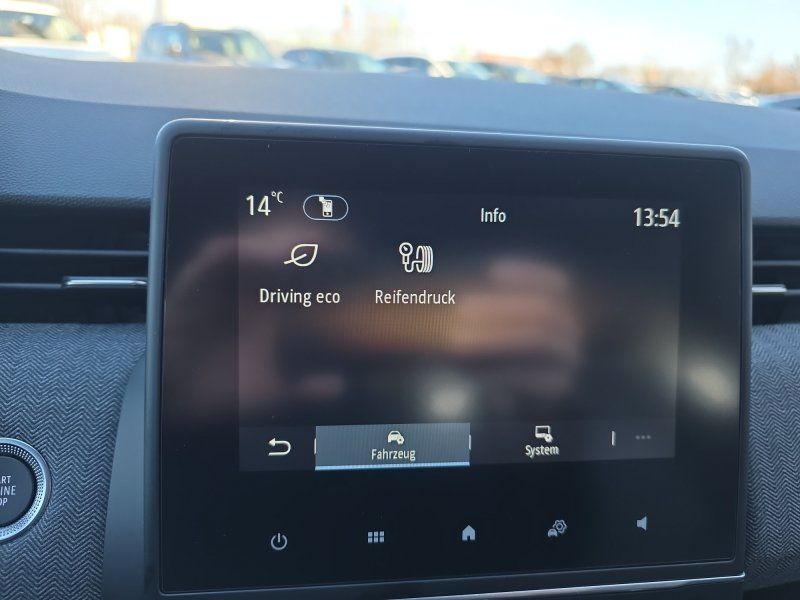 14°C
Info
13:54
Driving eco
Reifendruck
Fahrzeug
System